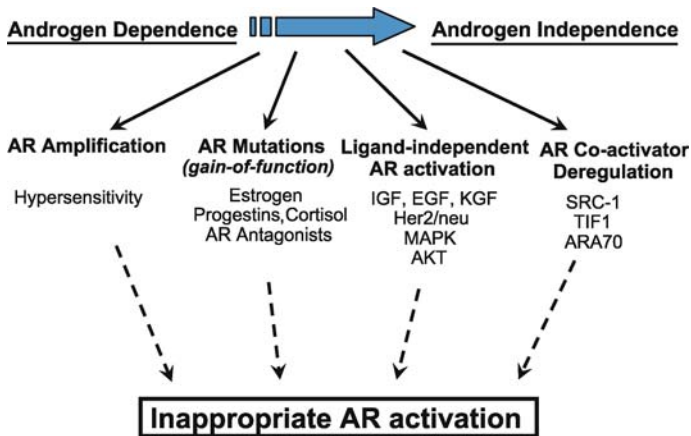 Androgen Dependence
Androgen Independence
AR Amplification
Hypersensitivity
AR Mutations
(gain-of-function)
Estrogen
Progestins,Cortisol
AR Antagonists
Ligand-independent
AR activation
IGF, EGF, KGF
Her2/neu
MAPK
AKT
AR Co-activator
Deregulation
SRC-1
TIF1
ARA70
Inappropriate AR activation